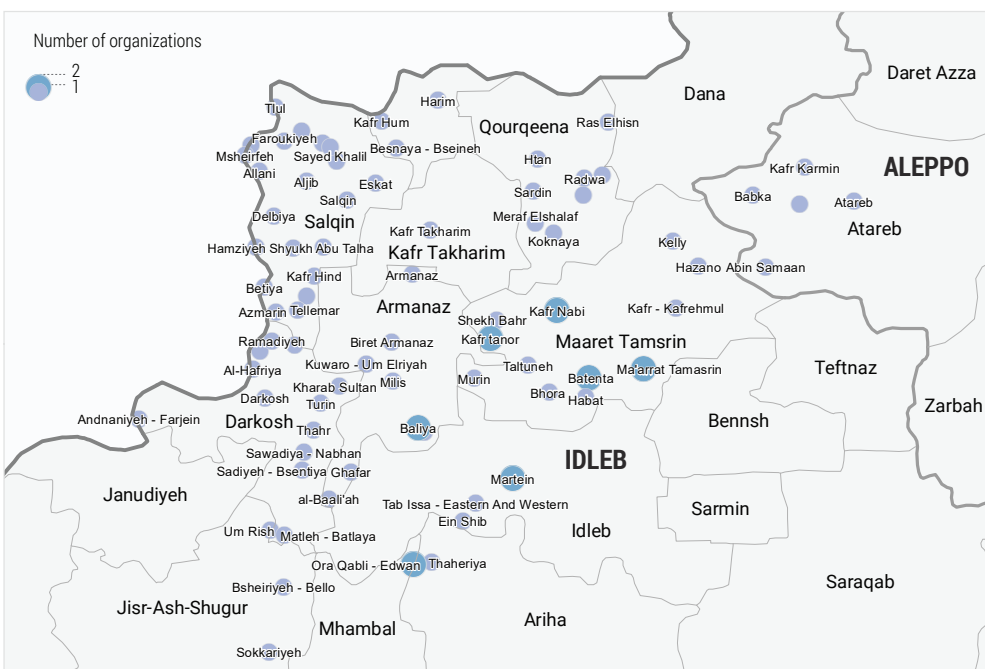 Number of organizations
2
1
Daret Azza
Dana
Harim
Tlul
Kafr Hum
Ras Elhisn
Qourqeena
Faroukiyeh
Besnaya - Bseineh
Msheirfeh
Sayed Khalil
Htan
ALEPPO
Kafr Karmin
Allani
Aljib
Eskat
Radwa
Sardin
Babka
Atareb
Salqin
Delbiya
Salqin
Meraf Elshalaf
Atareb
Kafr Takharim
Koknaya
Kelly
Hamziyeh
Shyukh
Abu Talha
Kafr Takharim
Hazano
Abin Samaan
Kafr Hind
Armanaz
Betiya
Armanaz
Azmarin
Tellemar
Shekh Bahr
Kafr Nabi
Kafr - Kafrehmul
Ramadiyeh
Biret Armanaz
Kafr tanor
Maaret Tamsrin
Al-Hafriya
Kuwaro - Um Elriyah
Taltuneh
Ma'arrat Tamasrin
Teftnaz
Kharab Sultan
Milis
Murin
Batenta
Darkosh
Turin
Bhora
Habat
Zarbah
Andnaniyeh - Farjein
Darkosh
Thahr
Baliya
Bennsh
Sawadiya - Nabhan
IDLEB
Sadiyeh - Bsentiya
Ghafar
Martein
Janudiyeh
al-Baali'ah
Tab Issa - Eastern And Western
Sarmin
Ein Shib
Idleb
Um Rish
Matleh - Batlaya
Ora Qabli - Edwan
Thaheriya
Saraqab
Bsheiriyeh - Bello
Jisr-Ash-Shugur
Ariha
Mhambal
Sokkariyeh